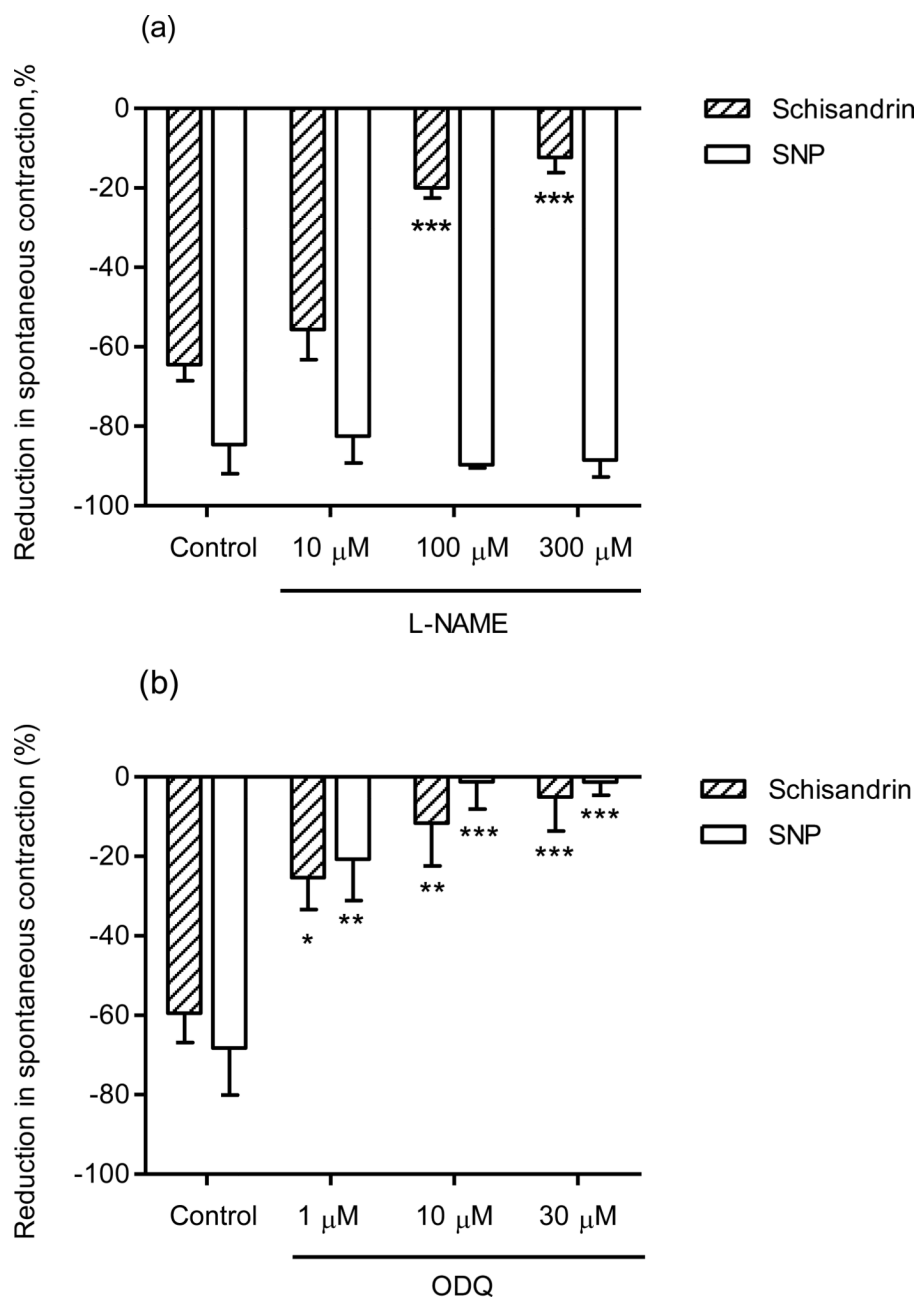 (a)
Reduction in spontaneous contraction,%
0
-20
-40
-60
-80
-100
***
***
Schisandrin
SNP
Control
10 μM
100 μM
300 μM
L-NAME
(b)
Reduction in spontaneous contraction (%)
0
-20
-40
-60
-80
-100
*
**
**
***
***
***
Schisandrin
SNP
Control
1 μM
10 μM
30 μM
ODQ